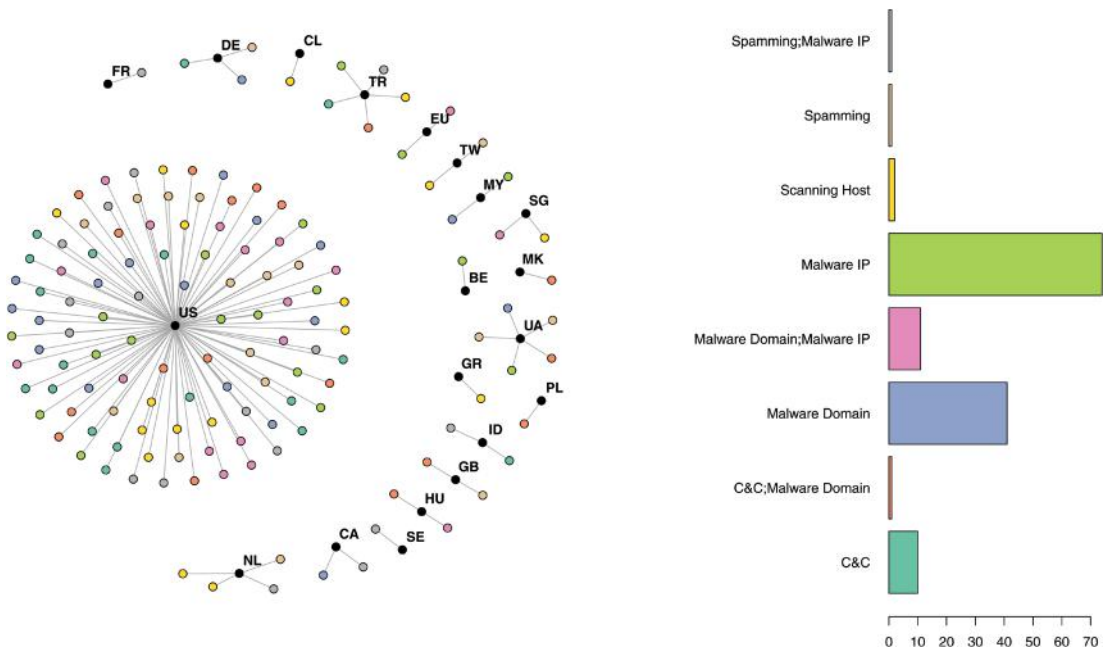 DE
CL
FR
TR
EU
TW
MY
SG
MK
BE
US
UA
GR
PL
ID
GB
HU
CA
SE
NL
Spamming;Malware IP
Spamming
Scanning Host
Malware IP
Malware Domain;Malware IP
Malware Domain
C&C;Malware Domain
C&C
0 10 20 30 40 50 60 70